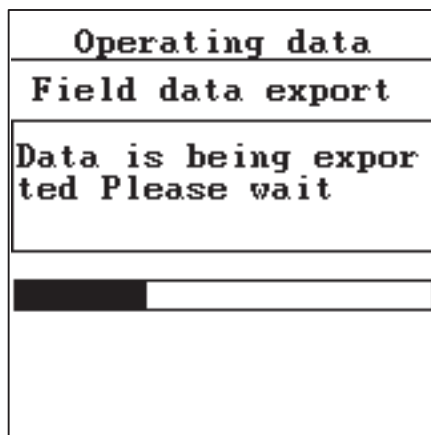 Operating data
Field data export
Data is being expor
ted Please wait